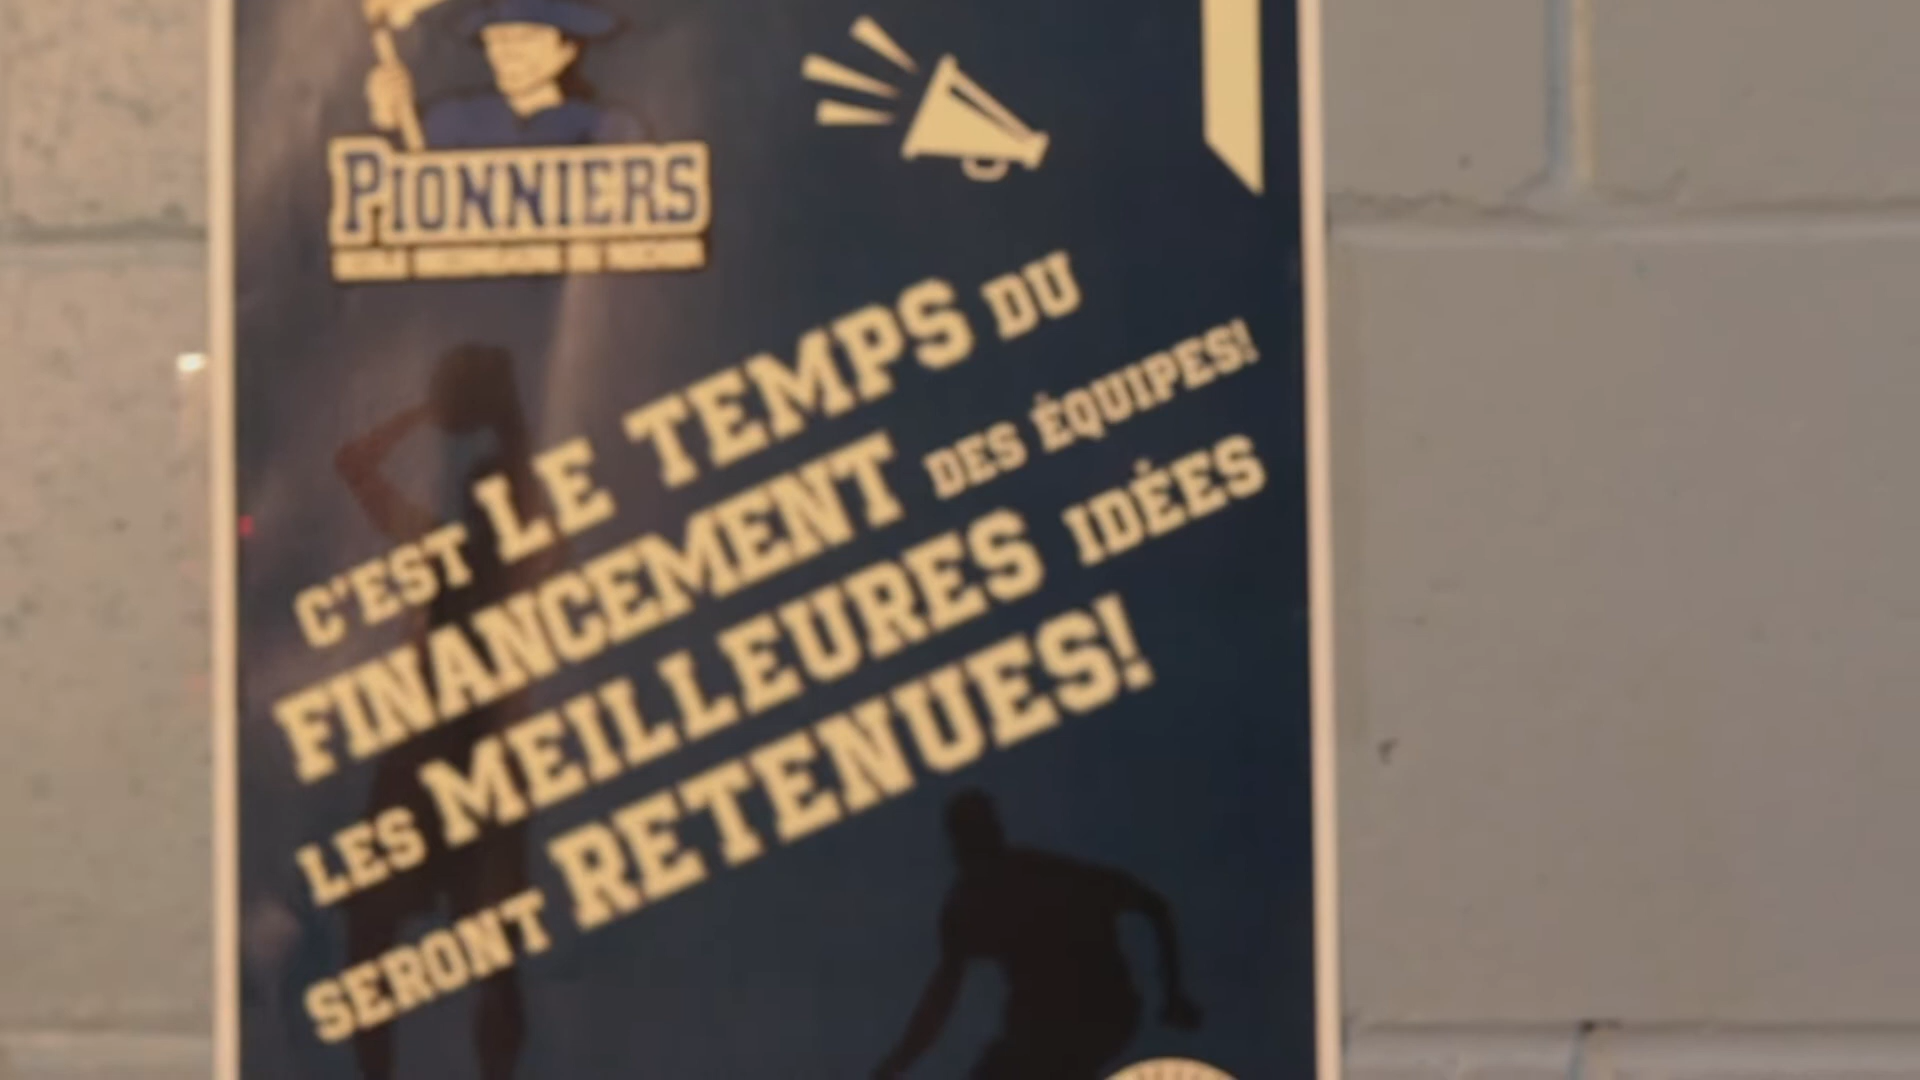 PIONNIERS
C'EST LE TEMPS DU
FINANCEMENT DES ÉQUIPES!
LES MEILLEURES IDÉES
SERONT RETENUES!